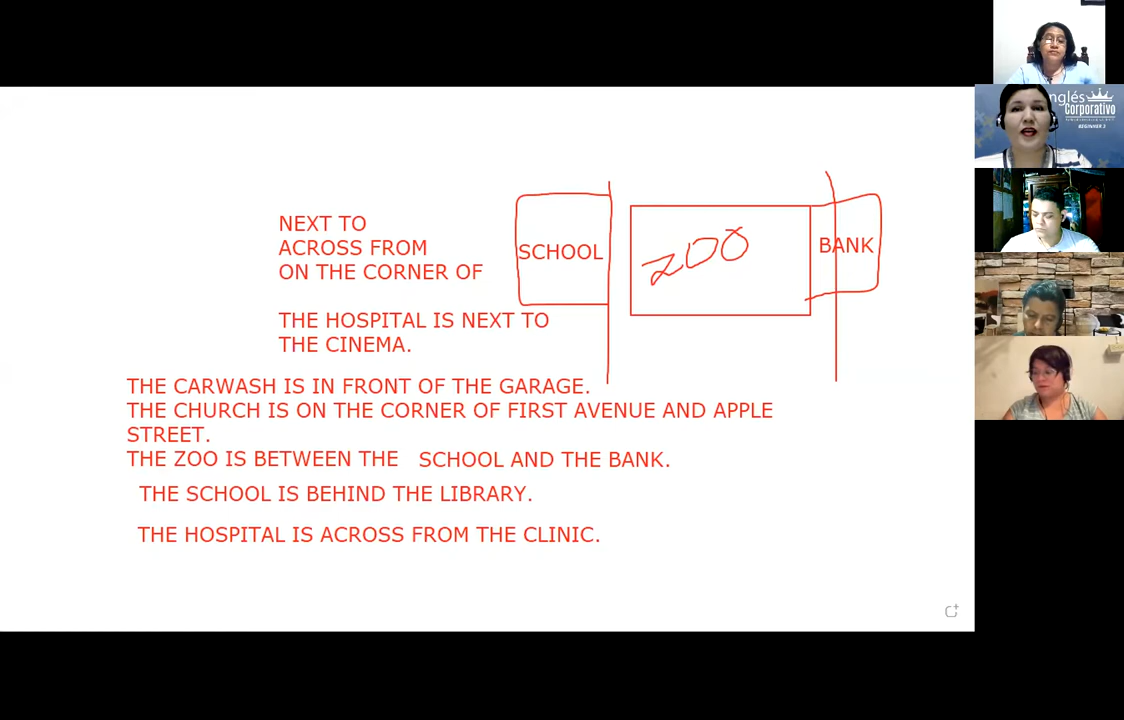 NEXT TO
ACROSS FROM
ON THE CORNER OF
SCHOOL
ZOO
BANK
THE HOSPITAL IS NEXT TO
THE CINEMA.
THE CARWASH IS IN FRONT OF THE GARAGE.
THE CHURCH IS ON THE CORNER OF FIRST AVENUE AND APPLE
STREET.
THE ZOO IS BETWEEN THE SCHOOL AND THE BANK.
THE SCHOOL IS BEHIND THE LIBRARY.
THE HOSPITAL IS ACROSS FROM THE CLINIC.
nglés
Corporativo
BEGINNER 3